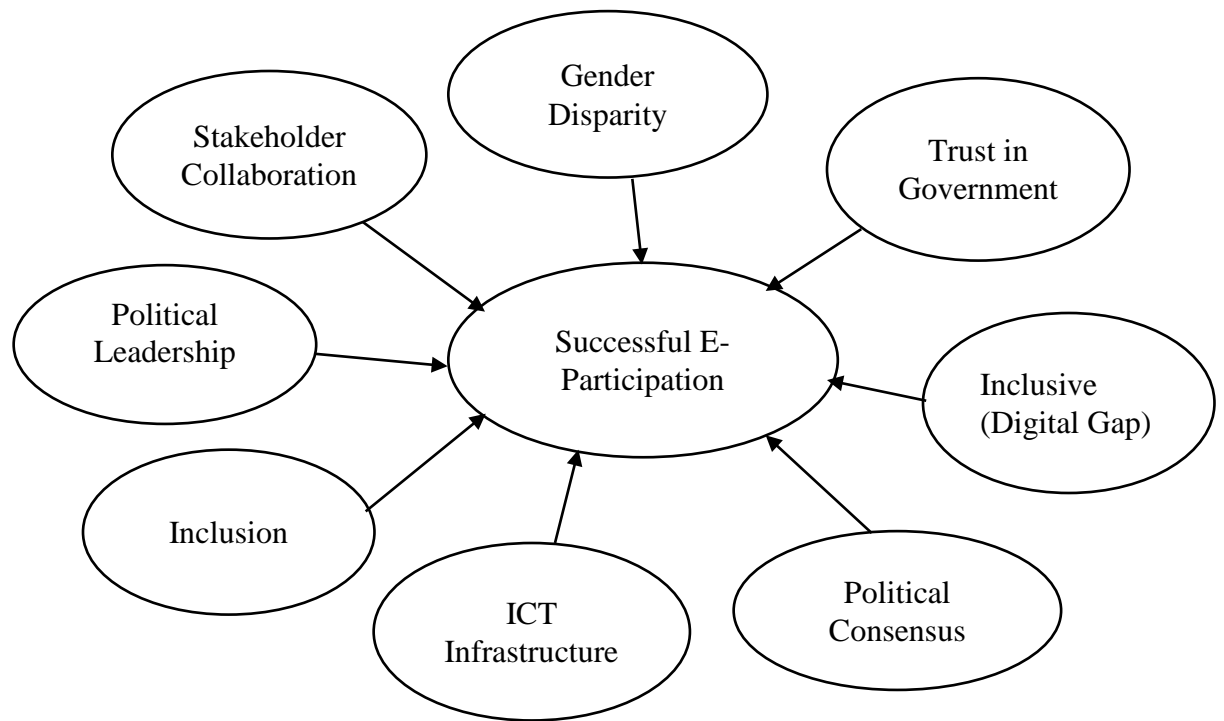 Gender
Disparity
Stakeholder
Collaboration
Trust in
Government
Political
Leadership
Successful E-
Participation
Inclusive
(Digital Gap)
Inclusion
ICT
Infrastructure
Political
Consensus